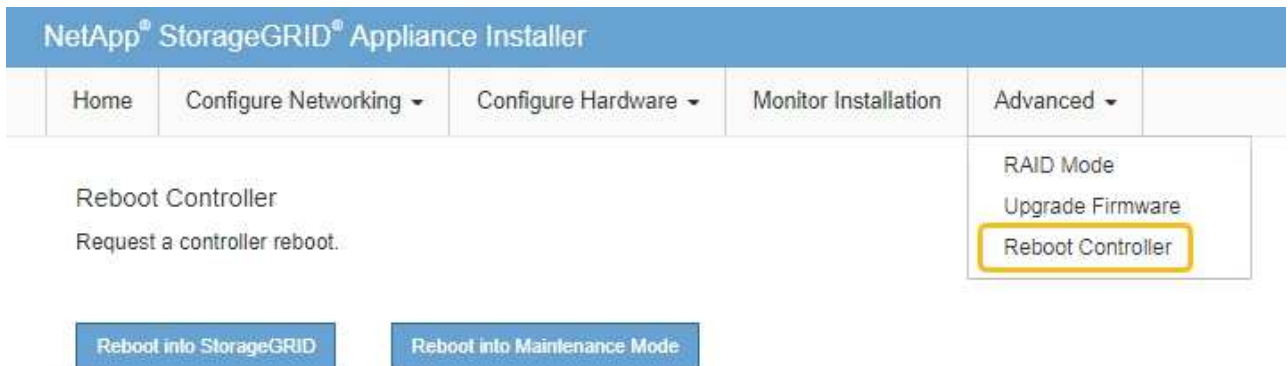 NetApp® StorageGRID® Appliance Installer
Home Configure Networking Configure Hardware Monitor Installation Advanced
RAID Mode
Upgrade Firmware
Reboot Controller
Reboot Controller
Request a controller reboot.
Reboot into StorageGRID Reboot into Maintenance Mode